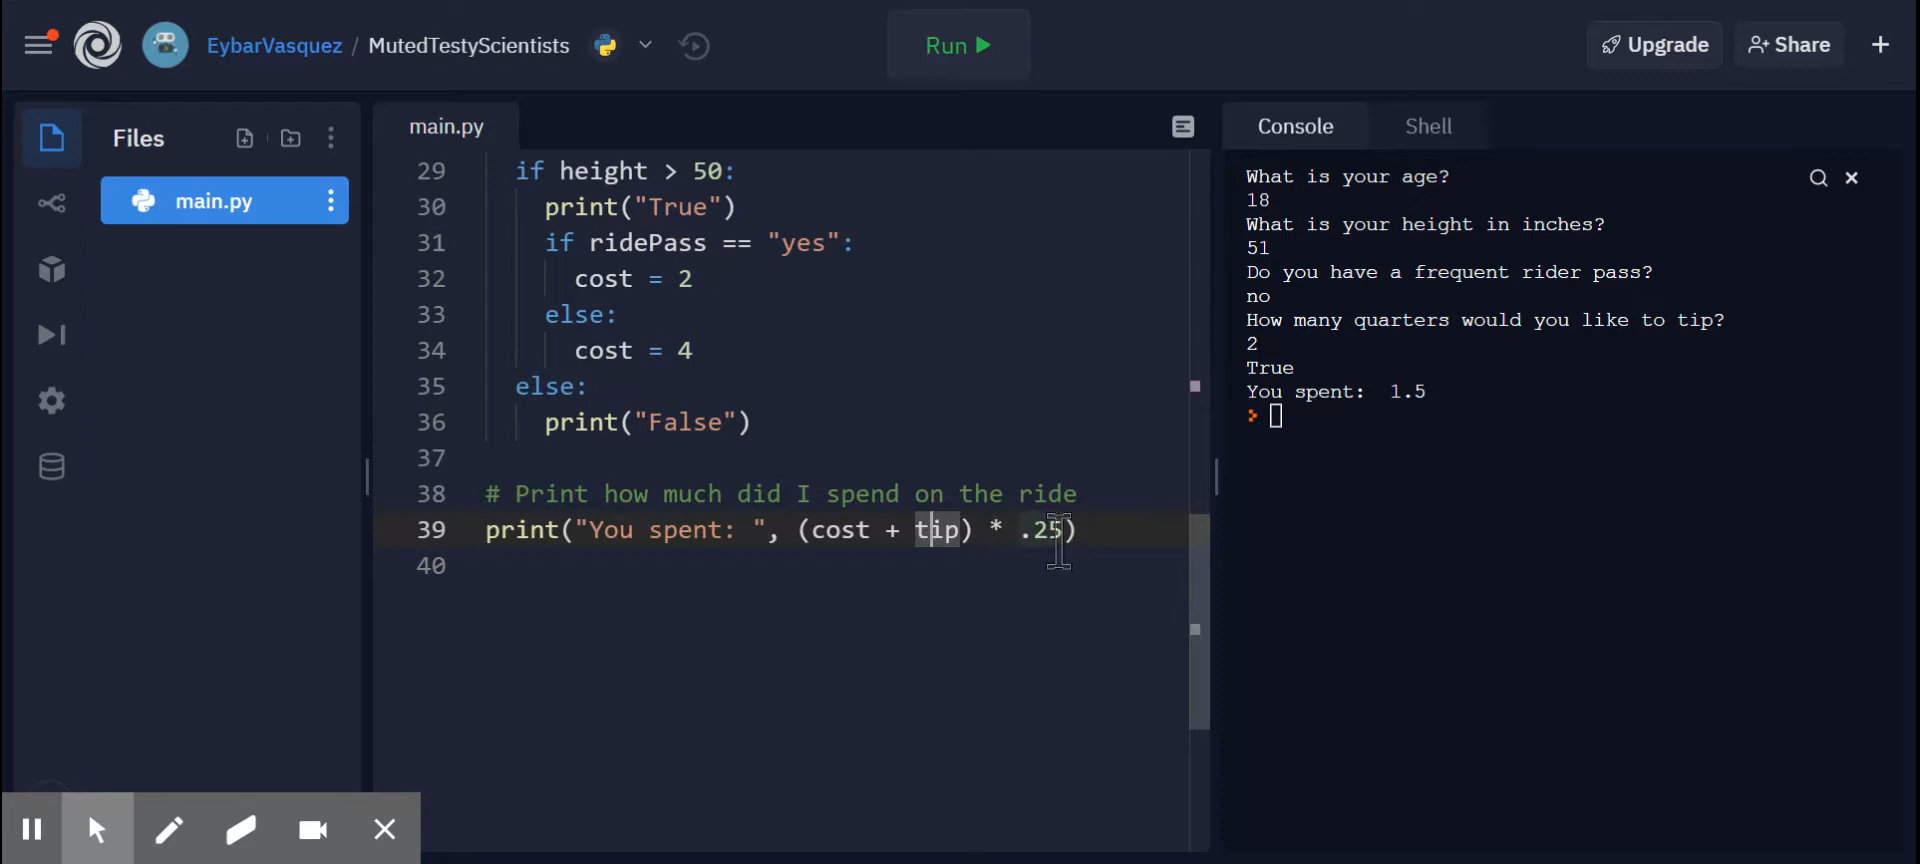 EybarVasquez / MutedTestyScientists
Run
Upgrade
Share
Files
main.py
main.py
29 if height > 50:
30 print("True")
31 if ridePass == "yes":
32 cost = 2
33 else:
34 cost = 4
35 else:
36 print("False")
37
38 # Print how much did I spend on the ride
39 print("You spent: ", (cost + tip) * .25)
40
Console
Shell
What is your age?
18
What is your height in inches?
51
Do you have a frequent rider pass?
no
How many quarters would you like to tip?
2
True
You spent:  1.5